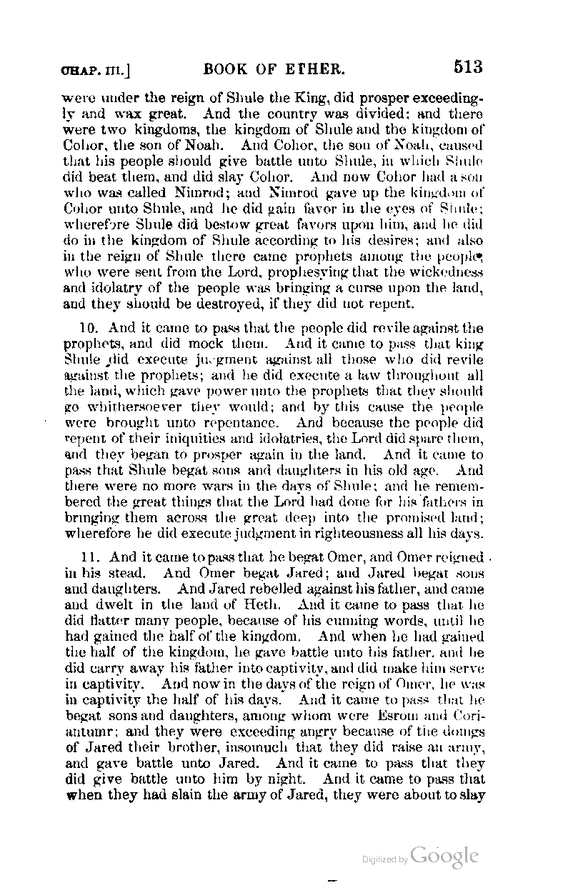 CHAP. III.] BOOK OF ETHER. 513
were under the reign of Shule the King, did prosper exceeding-
ly and wax great. And the country was divided; and there
were two kingdoms, the kingdom of Shule and the kingdom of
Cohor, the son of Noah. And Cohor, the son of Noah, caused
that his people should give battle unto Shule, in which Shule
did beat them, and did slay Cohor. And now Cohor had a son
who was called Nimrod; and Nimrod gave up the kingdom of
Cohor unto Shule, and he did gain favor in the eyes of Shule;
wherefore Shule did bestow great favors upon him, and he did
do in the kingdom of Shule according to his desires; and also
in the reign of Shule there came prophets among the people,
who were sent from the Lord, prophesying that the wickedness
and idolatry of the people was bringing a curse upon the land,
and they should be destroyed, if they did not repent.
10. And it came to pass that the people did revile against the
prophets, and did mock them. And it came to pass that king
Shule did execute judgment against all those who did revile
against the prophets; and he did execute a law throughout all
the land, which gave power unto the prophets that they should
go whithersoever they would; and by this cause the people
were brought unto repentance. And because the people did
repent of their iniquities and idolatries, the Lord did spare them,
and they began to prosper again in the land. And it came to
pass that Shule begat sons and daughters in his old age. And
there were no more wars in the days of Shule; and he remem-
bered the great things that the Lord had done for his fathers in
bringing them across the great deep into the promised land;
wherefore he did execute judgment in righteousness all his days.
11. And it came to pass that he begat Omer, and Omer reigned
in his stead. And Omer begat Jared; and Jared begat sons
and daughters. And Jared rebelled against his father, and came
and dwelt in the land of Heth. And it came to pass that he
did flatter many people, because of his cunning words, until he
had gained the half of the kingdom. And when he had gained
the half of the kingdom, he gave battle unto his father, and he
did carry away his father into captivity, and did make him serve
in captivity. And now in the days of the reign of Omer, he was
in captivity the half of his days. And it came to pass that he
begat sons and daughters, among whom were Esrom and Cori-
antumr; and they were exceeding angry because of the doings
of Jared their brother, insomuch that they did raise an army,
and gave battle unto Jared. And it came to pass that they
did give battle unto him by night. And it came to pass that
when they had slain the army of Jared, they were about to slay
Digitized by Google